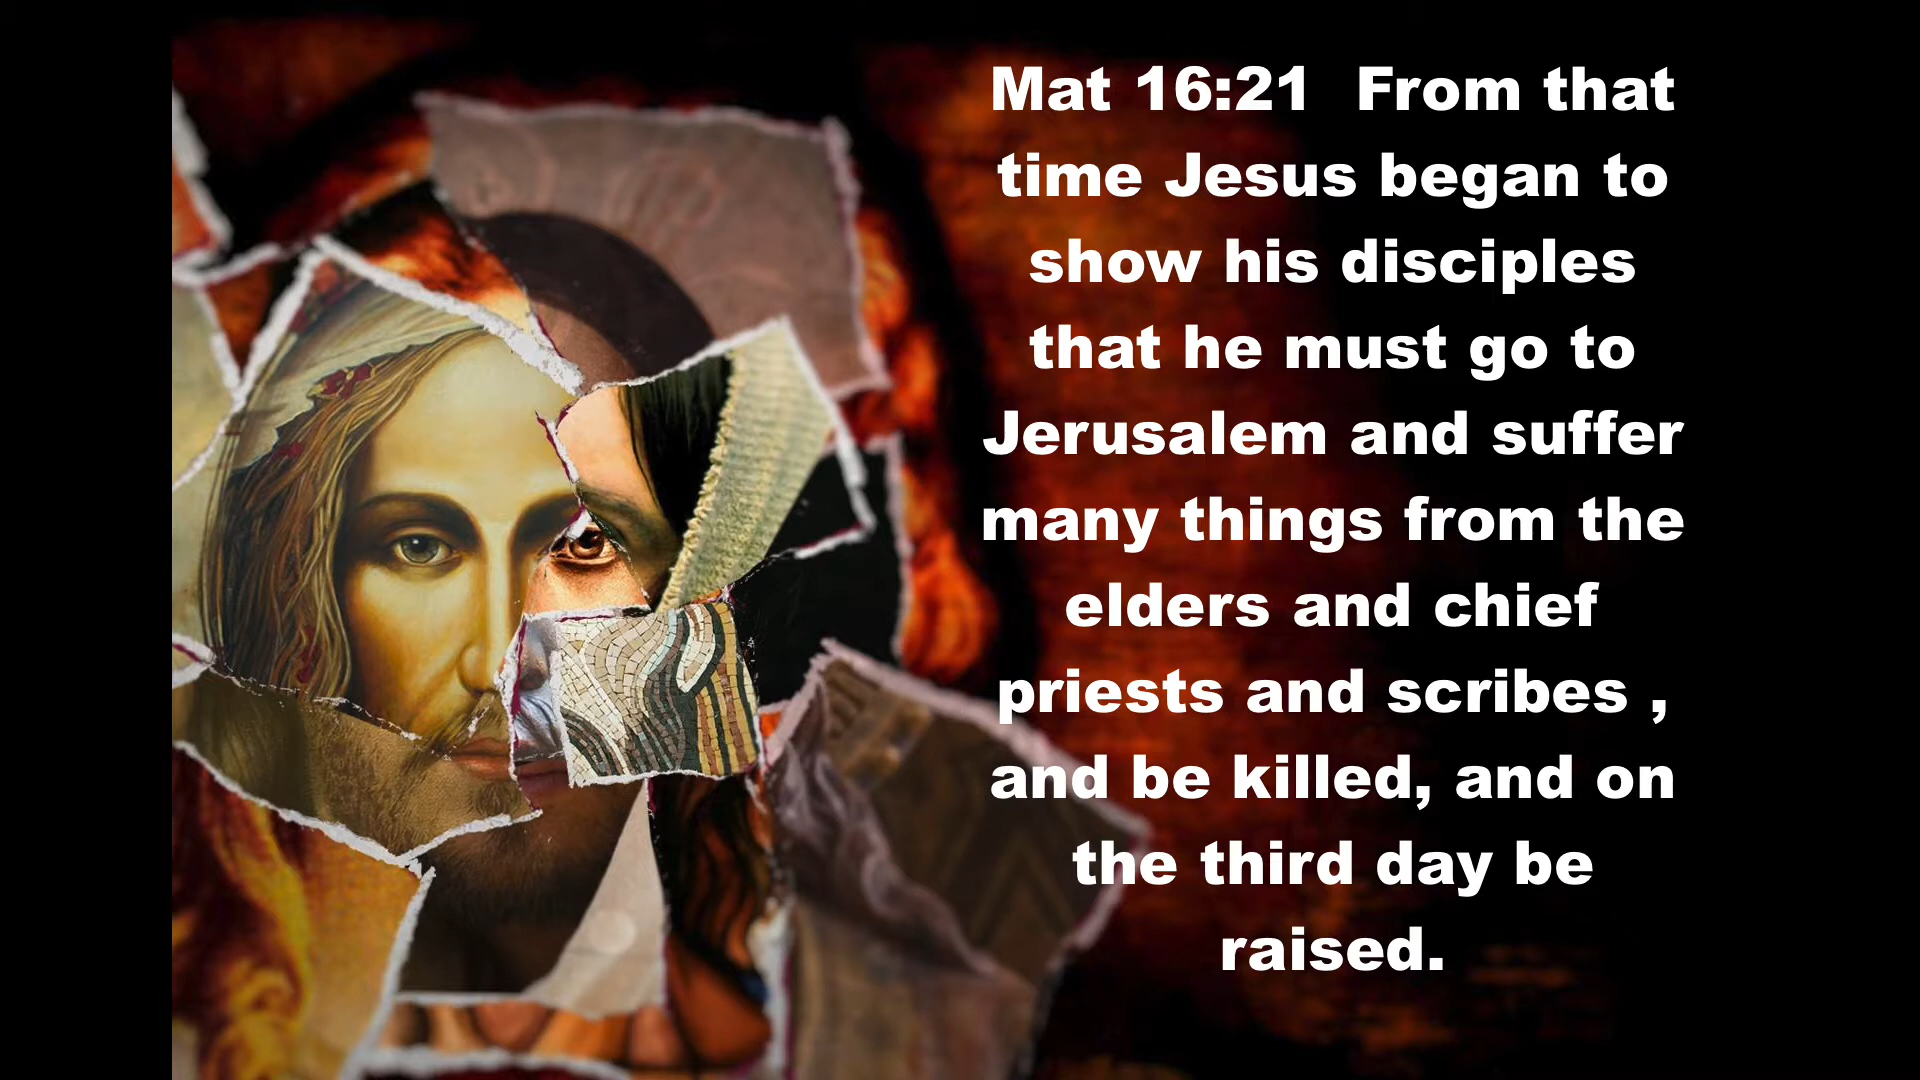 Mat 16:21  From that
time Jesus began to
show his disciples
that he must go to
Jerusalem and suffer
many things from the
elders and chief
priests and scribes ,
and be killed, and on
the third day be
raised.